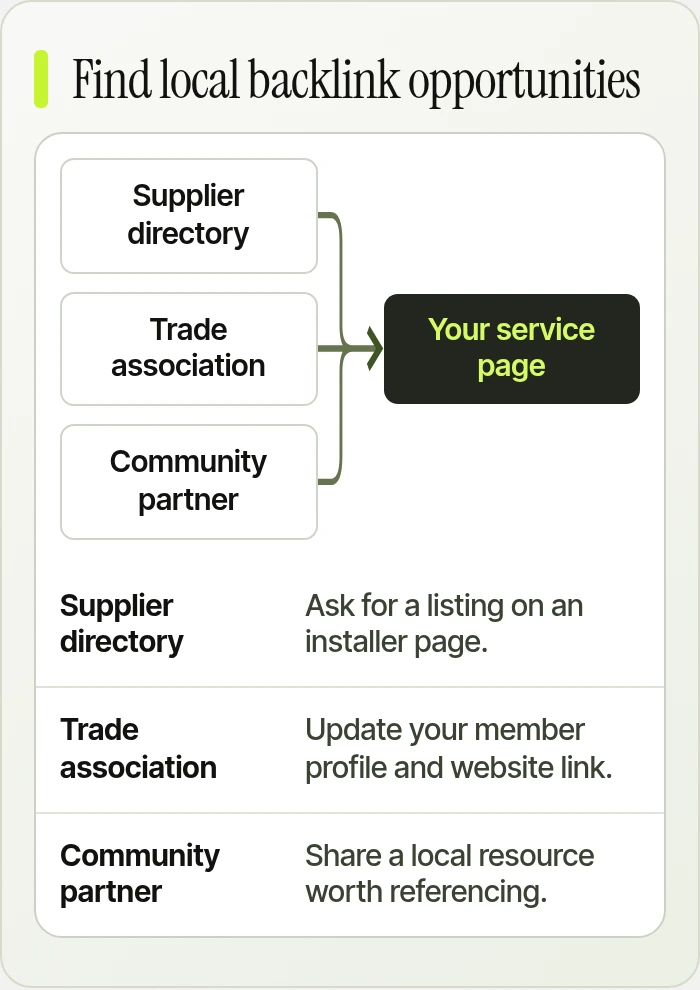 Find local backlink opportunities
Supplier
directory
Trade
association
Community
partner
Your service
page
Supplier
directory
Ask for a listing on an
installer page.
Trade
association
Update your member
profile and website link.
Community
partner
Share a local resource
worth referencing.